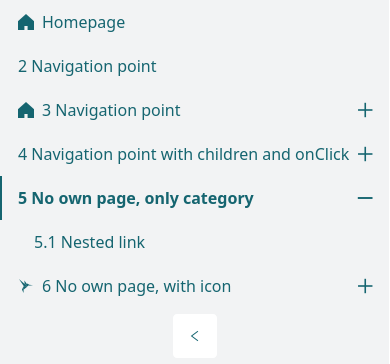 Homepage
2 Navigation point
3 Navigation point
4 Navigation point with children and onClick
5 No own page, only category
5.1 Nested link
6 No own page, with icon